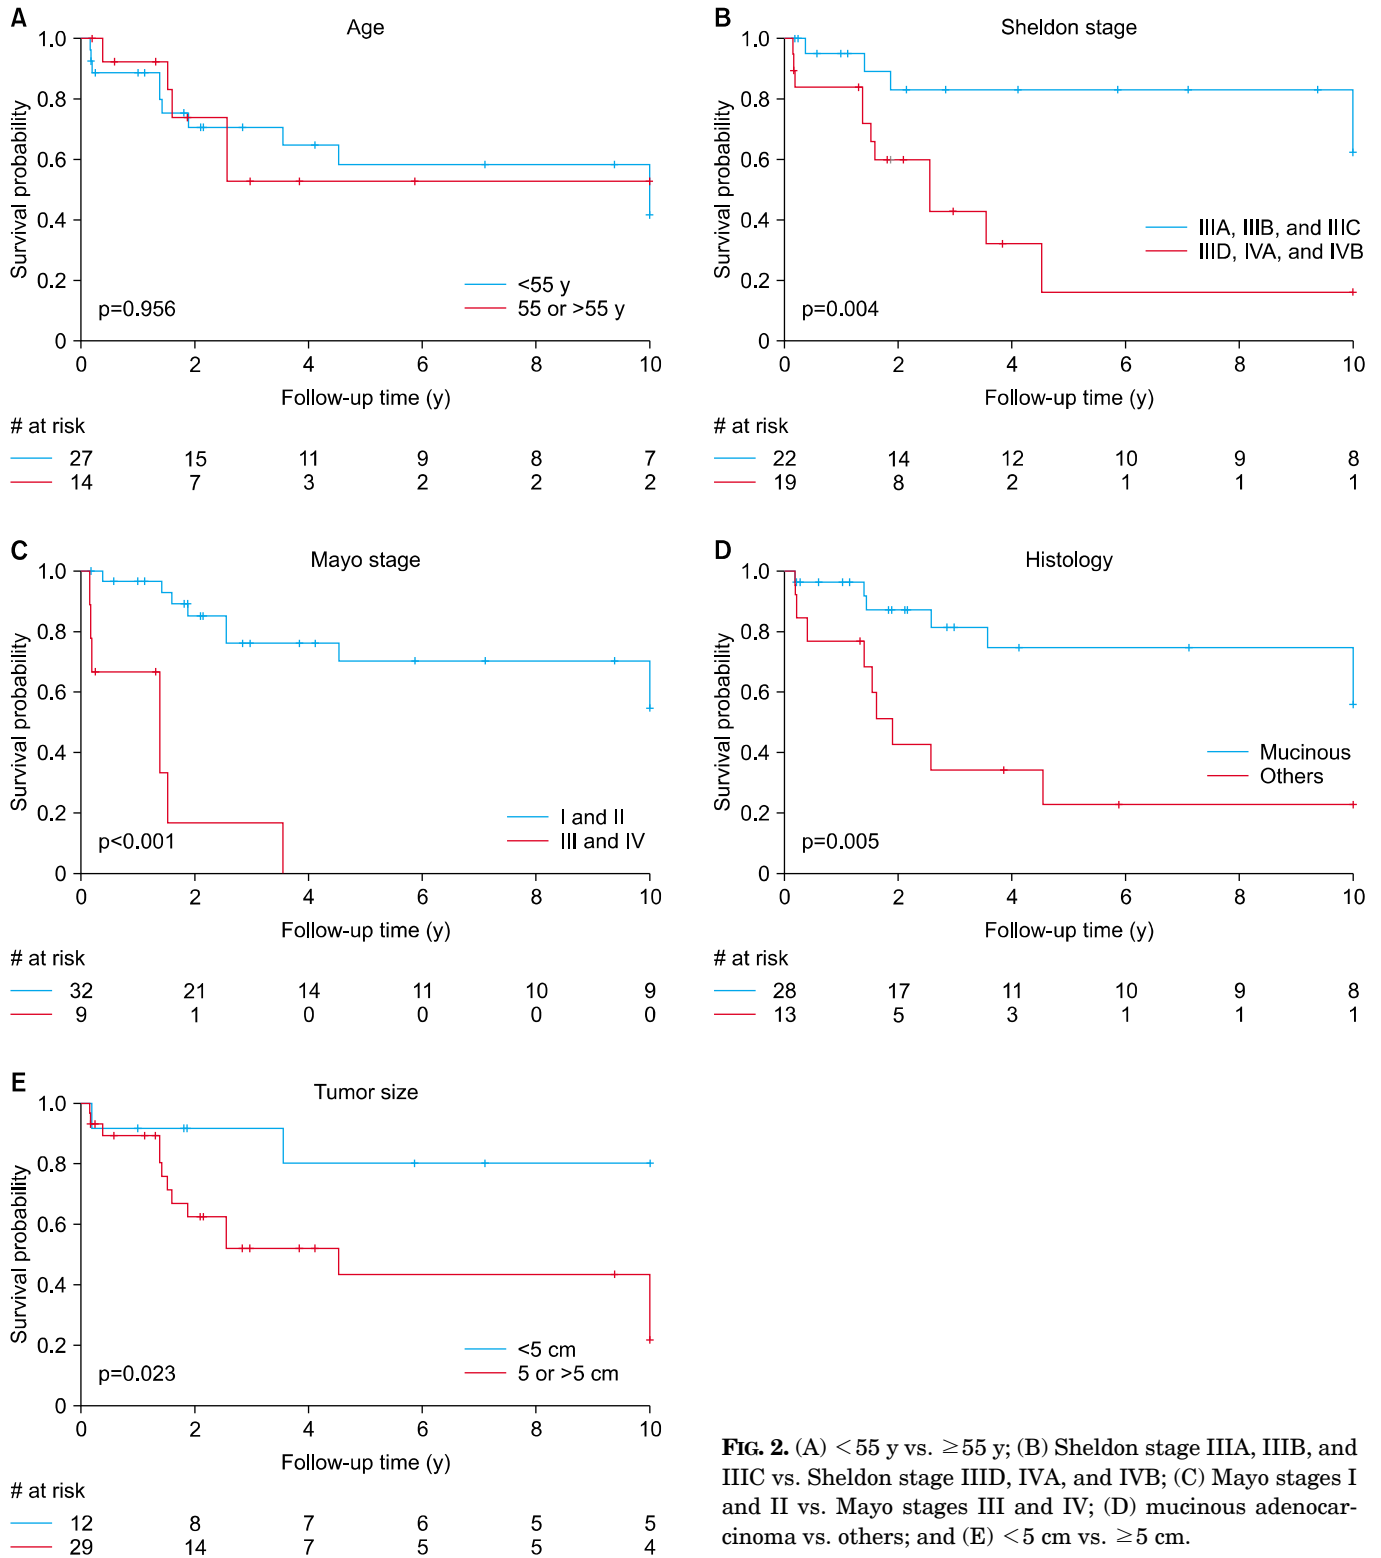 A
Age
1.0
0.8
0.6
0.4
0.2
0
Survival probability
<55 y
55 or >55 y
p=0.956
0 2 4 6 8 10
Follow-up time (y)
# at risk
27 15 11 9 8 7
14 7 3 2 2 2
B
Sheldon stage
1.0
0.8
0.6
0.4
0.2
0
Survival probability
IIIA, IIIB, and IIIC
IIID, IVA, and IVB
p=0.004
0 2 4 6 8 10
Follow-up time (y)
# at risk
22 14 12 10 9 8
19 8 2 1 1 1
C
Mayo stage
1.0
0.8
0.6
0.4
0.2
0
Survival probability
I and II
III and IV
p<0.001
0 2 4 6 8 10
Follow-up time (y)
# at risk
32 21 14 11 10 9
9 1 0 0 0 0
D
Histology
1.0
0.8
0.6
0.4
0.2
0
Survival probability
Mucinous
Others
p=0.005
0 2 4 6 8 10
Follow-up time (y)
# at risk
28 17 11 10 9 8
13 5 3 1 1 1
E
Tumor size
1.0
0.8
0.6
0.4
0.2
0
Survival probability
<5 cm
5 or >5 cm
p=0.023
0 2 4 6 8 10
Follow-up time (y)
# at risk
12 8 7 6 5 5
29 14 7 5 5 4
FIG. 2. (A) <55 y vs. ≥55 y; (B) Sheldon stage IIIA, IIIB, and
IIIC vs. Sheldon stage IIID, IVA, and IVB; (C) Mayo stages I
and II vs. Mayo stages III and IV; (D) mucinous adenocar-
cinoma vs. others; and (E) <5 cm vs. ≥5 cm.